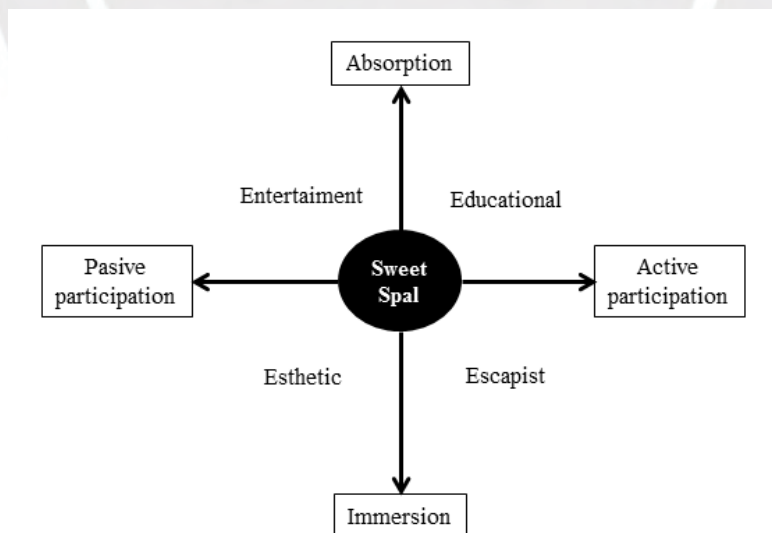 Absorption
Entertaiment
Educational
Pasive
participation
Sweet
Spal
Active
participation
Esthetic
Escapist
Immersion